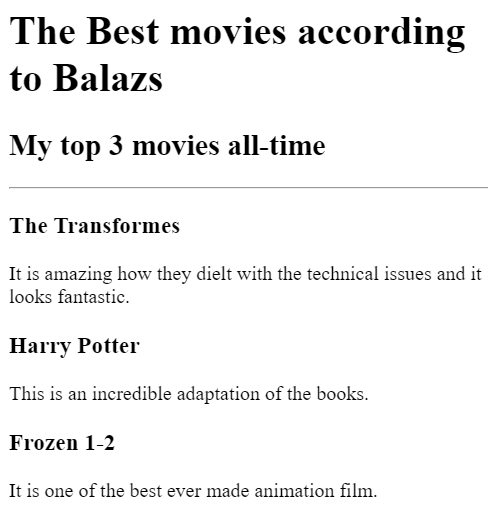 The Best movies according
to Balazs
My top 3 movies all-time
The Transformes
It is amazing how they dielt with the technical issues and it
looks fantastic.
Harry Potter
This is an incredible adaptation of the books.
Frozen 1-2
It is one of the best ever made animation film.